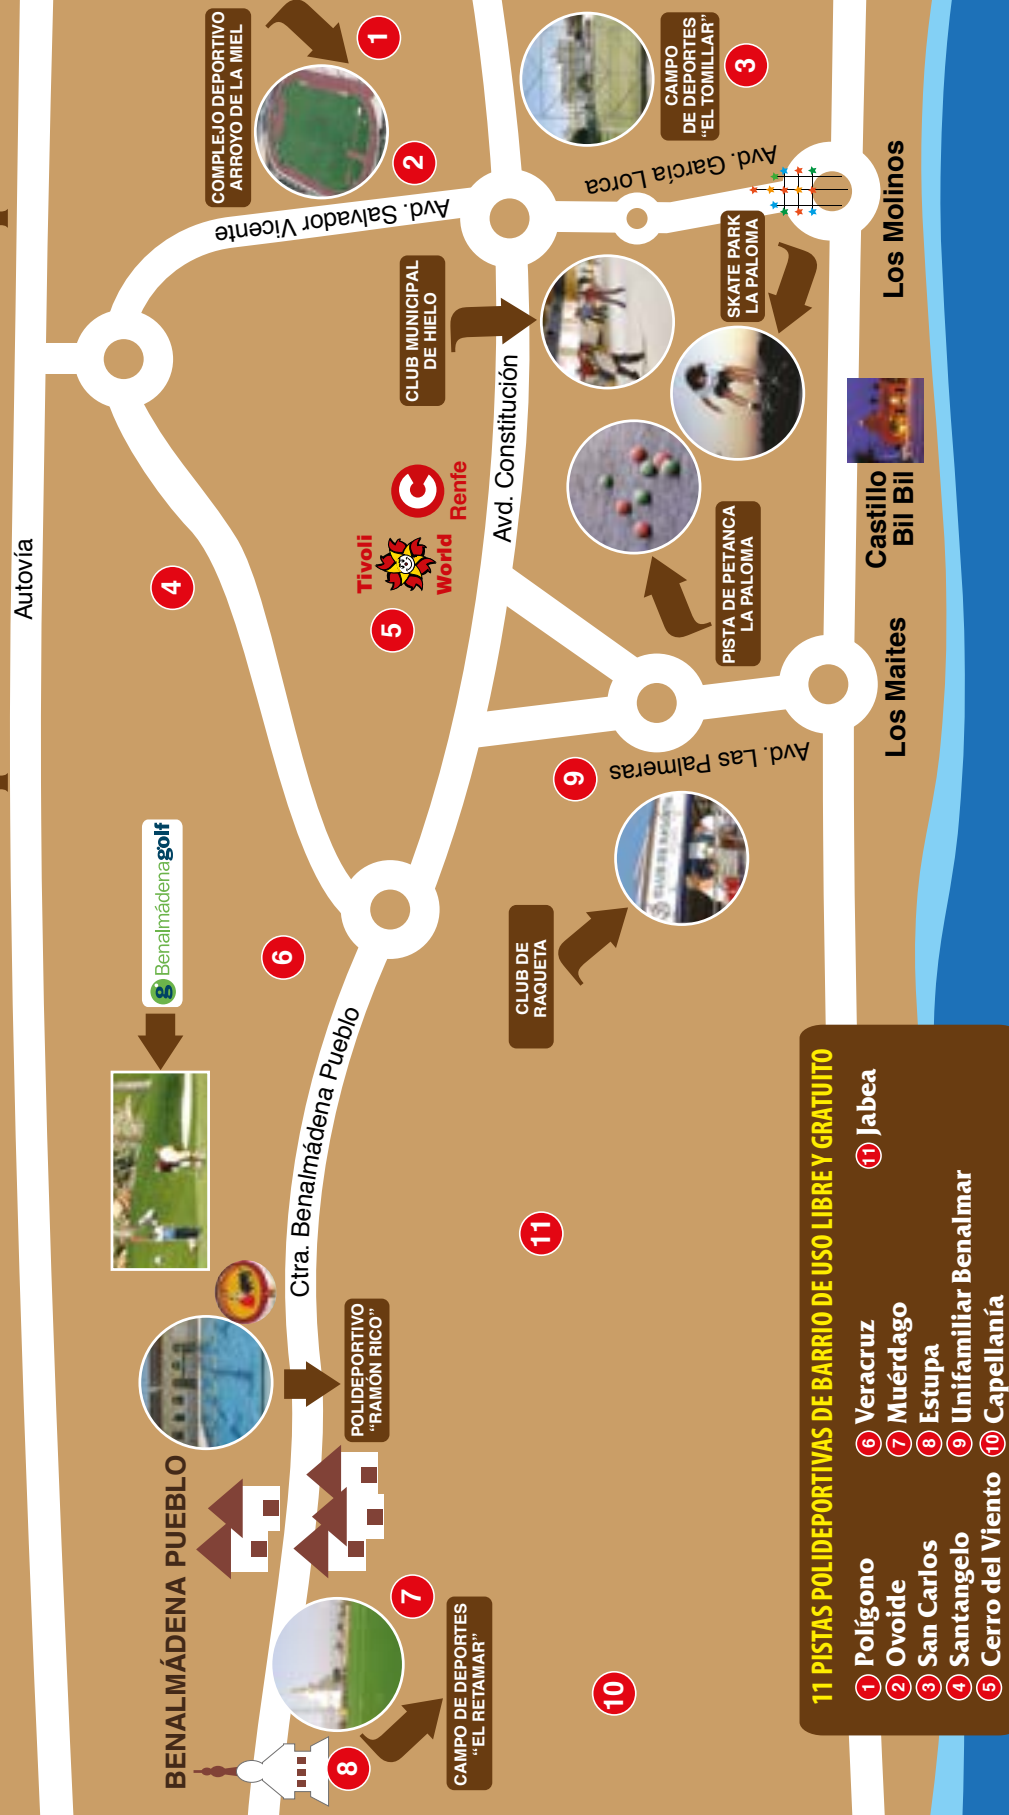 Autovía
Benalmádenagolf
BENALMÁDENA PUEBLO
COMPLEJO DEPORTIVO
ARROYO DE LA MIEL
1
2
Avd. Salvador Vicente
4
6
Ctra. Benalmádena Pueblo
POLIDEPORTIVO
“RAMÓN RICO”
7
8
CAMPO DE DEPORTES
“EL RETAMAR”
Tivoli
World
C
Renfe
5
CLUB MUNICIPAL
DE HIELO
Avd. Constitución
CAMPO
DE DEPORTES
“EL TOMILLAR”
3
Avd. García Lorca
SKATE PARK
LA PALOMA
PISTA DE PETANCA
LA PALOMA
9
Avd. Las Palmeras
CLUB DE
RAQUETA
11
10
Los Molinos
Castillo
Bil Bil
Los Maites
11 PISTAS POLIDEPORTIVAS DE BARRIO DE USO LIBRE Y GRATUITO
1 Polígono
2 Ovoide
3 San Carlos
4 Santangelo
5 Cerro del Viento
6 Veracruz
7 Muérdago
8 Estupa
9 Unifamiliar Benalmar
10 Capellanía
11 Jabea